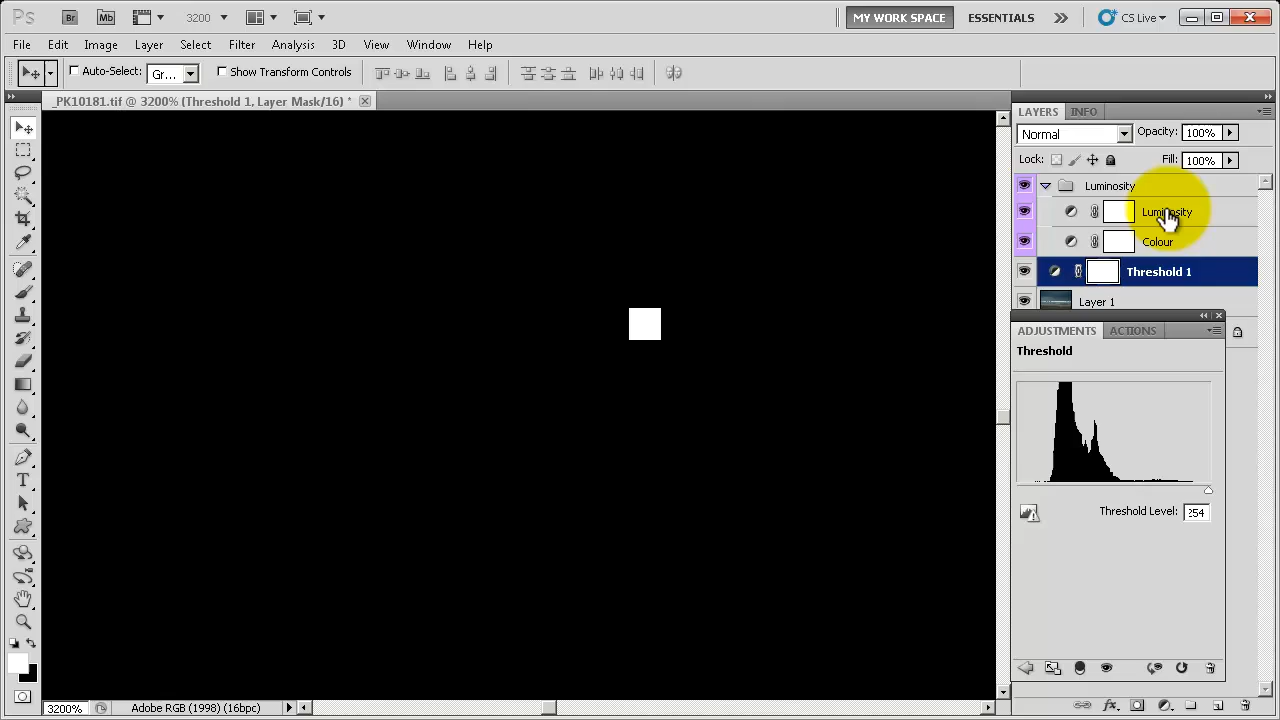 Ps
Br
Mb
3200
MY WORK SPACE
ESSENTIALS
CS Live
File Edit Image Layer Select Filter Analysis 3D View Window Help
Auto-Select: Gr... Show Transform Controls
_PK10181.tif @ 3200% (Threshold 1, Layer Mask/16) *
LAYERS INFO
Normal Opacity: 100%
Lock: Fill: 100%
Luminosity
Luminosity
Colour
Threshold 1
Layer 1
ADJUSTMENTS ACTIONS
Threshold
Threshold Level: 254
T
3200% Adobe RGB (1998) (16bpc)
fx